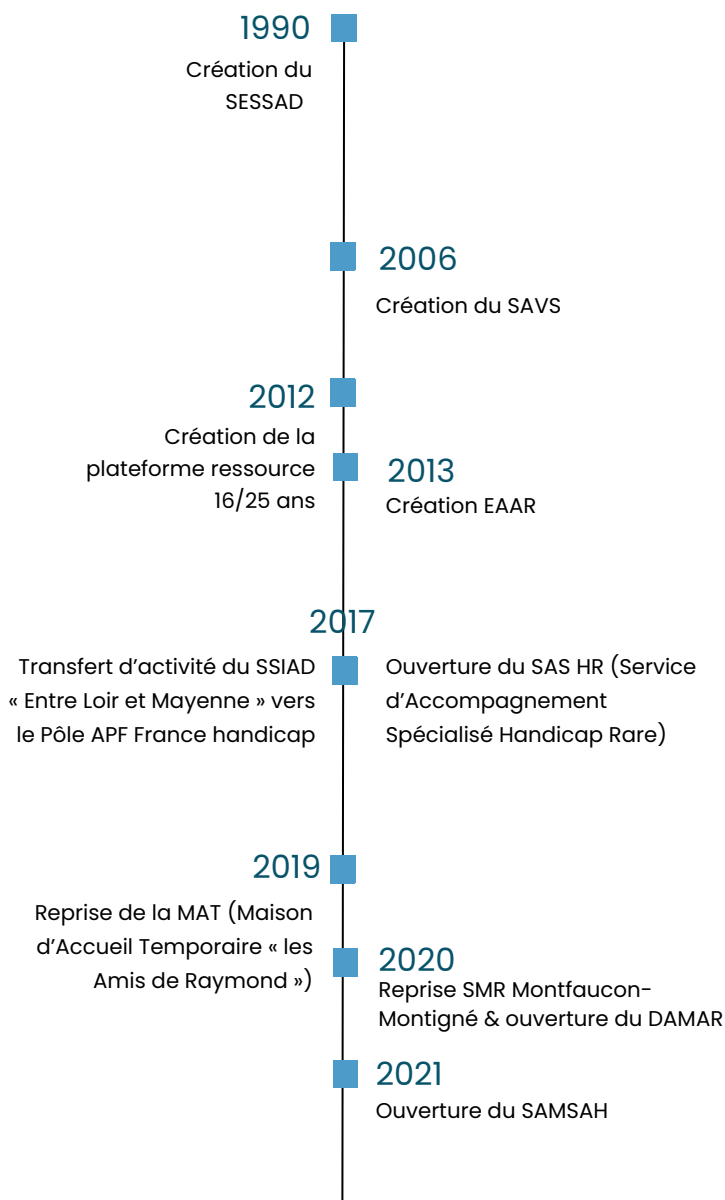 1990
Création du
SESSAD
2006
Création du SAVS
2012
Création de la
plateforme ressource
16/25 ans
2013
Création EAAR
2017
Transfert d’activité du SSIAD
« Entre Loir et Mayenne » vers
le Pôle APF France handicap
Ouverture du SAS HR (Service
d’Accompagnement
Spécialisé Handicap Rare)
2019
Reprise de la MAT (Maison
d’Accueil Temporaire « les
Amis de Raymond »)
2020
Reprise SMR Montfaucon-
Montigné & ouverture du DAMAR
2021
Ouverture du SAMSAH